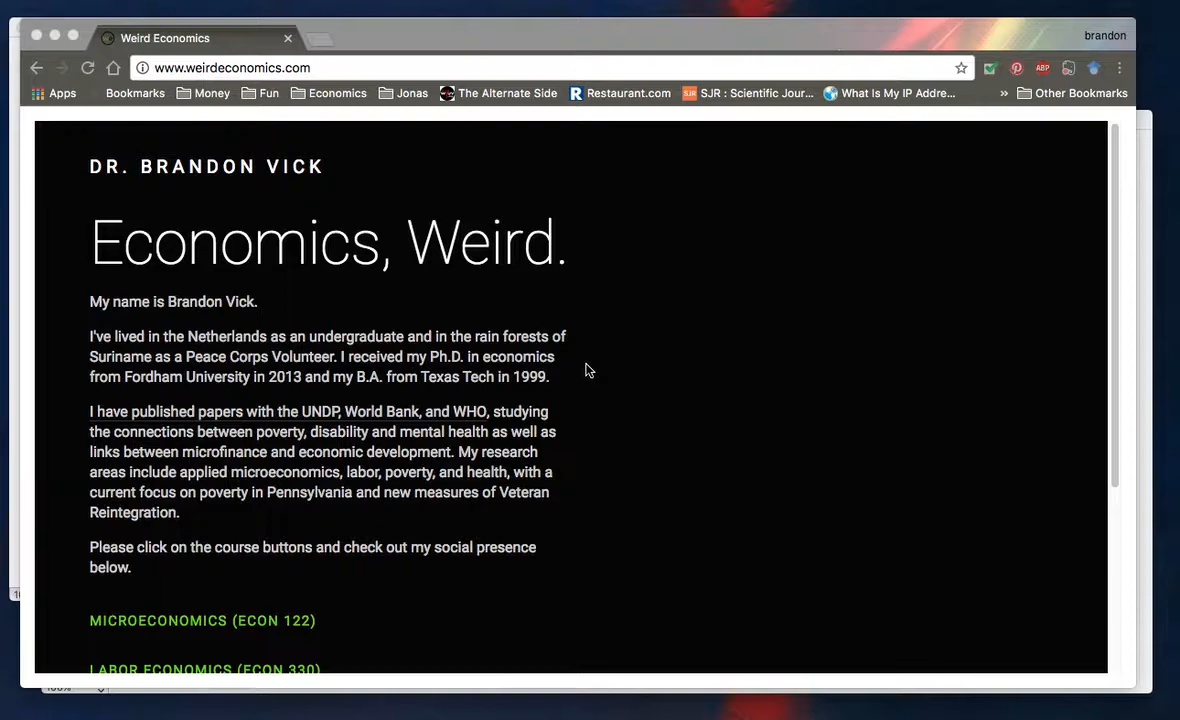 Weird Economics
brandon
www.weirdeconomics.com
Apps Bookmarks Money Fun Economics Jonas The Alternate Side Restaurant.com SJR : Scientific Jour... What Is My IP Addre... » Other Bookmarks
DR. BRANDON VICK
Economics, Weird.
My name is Brandon Vick.
I've lived in the Netherlands as an undergraduate and in the rain forests of
Suriname as a Peace Corps Volunteer. I received my Ph.D. in economics
from Fordham University in 2013 and my B.A. from Texas Tech in 1999.
I have published papers with the UNDP, World Bank, and WHO, studying
the connections between poverty, disability and mental health as well as
links between microfinance and economic development. My research
areas include applied microeconomics, labor, poverty, and health, with a
current focus on poverty in Pennsylvania and new measures of Veteran
Reintegration.
Please click on the course buttons and check out my social presence
below.
MICROECONOMICS (ECON 122)
LABOR ECONOMICS (ECON 330)